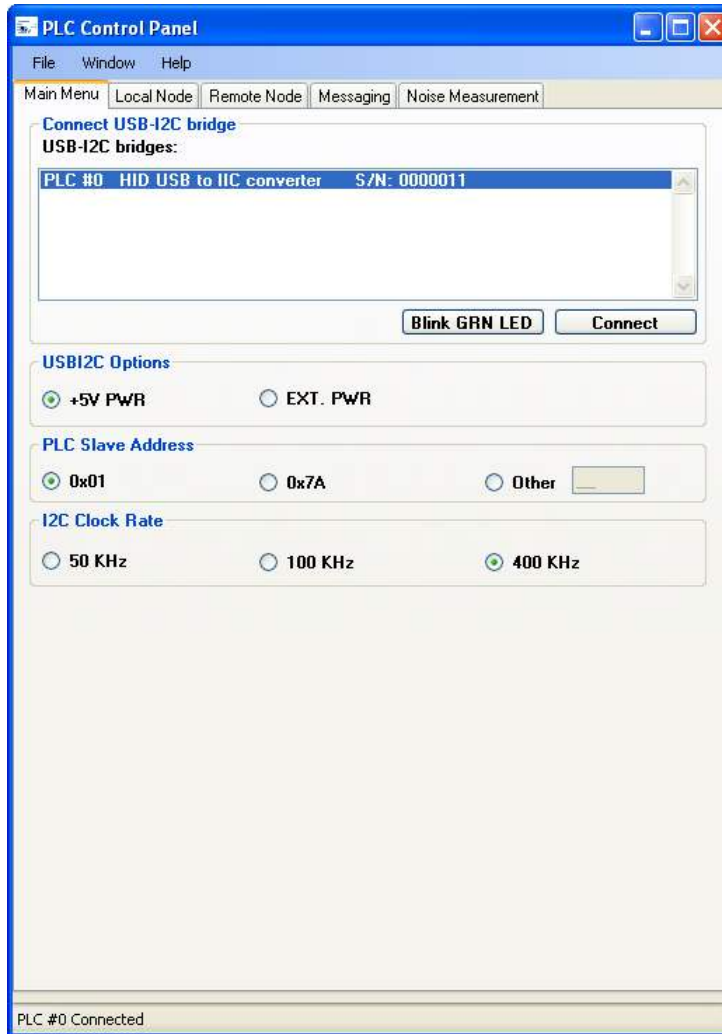 PLC Control Panel
File Window Help
Main Menu Local Node Remote Node Messaging Noise Measurement
Connect USB-I2C bridge
USB-I2C bridges:
PLC #0 HID USB to IIC converter S/N: 0000011
Blink GRN LED Connect
USBI2C Options
+5V PWR EXT. PWR
PLC Slave Address
0x01 0x7A Other __
I2C Clock Rate
50 KHz 100 KHz 400 KHz
PLC #0 Connected